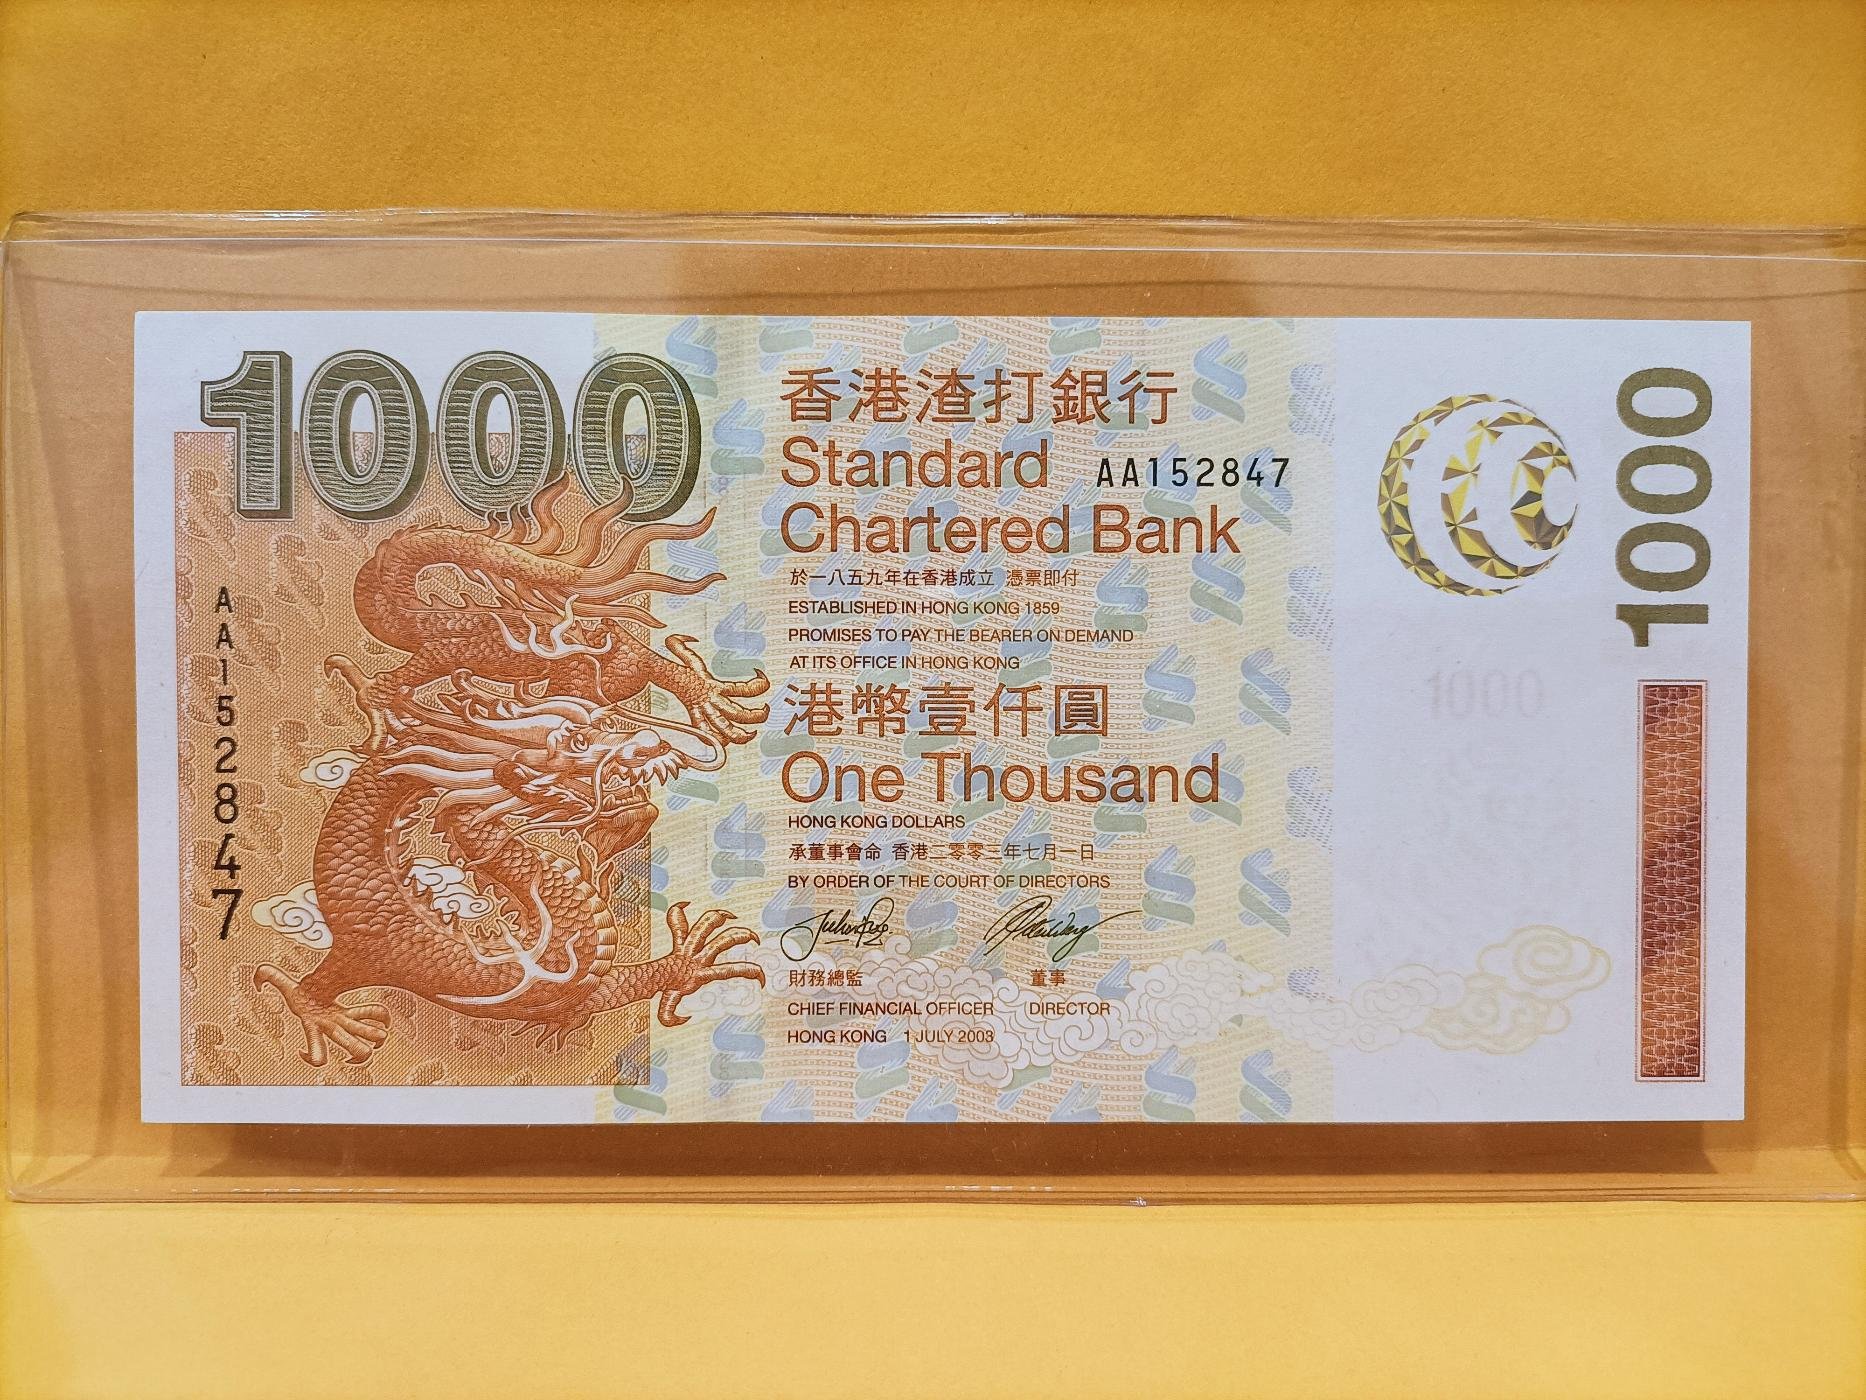 1000
香港渣打銀行
Standard
AA152847
Chartered Bank
於一八五九年在香港成立 憑票即付
ESTABLISHED IN HONG KONG 1859
PROMISES TO PAY THE BEARER ON DEMAND
AT ITS OFFICE IN HONG KONG
港幣壹仟圓
One Thousand
HONG KONG DOLLARS
承董事會命 香港二零零三年七月一日
BY ORDER OF THE COURT OF DIRECTORS
財務總監 董事
CHIEF FINANCIAL OFFICER DIRECTOR
HONG KONG 1 JULY 2003
AA152847
1000
1000